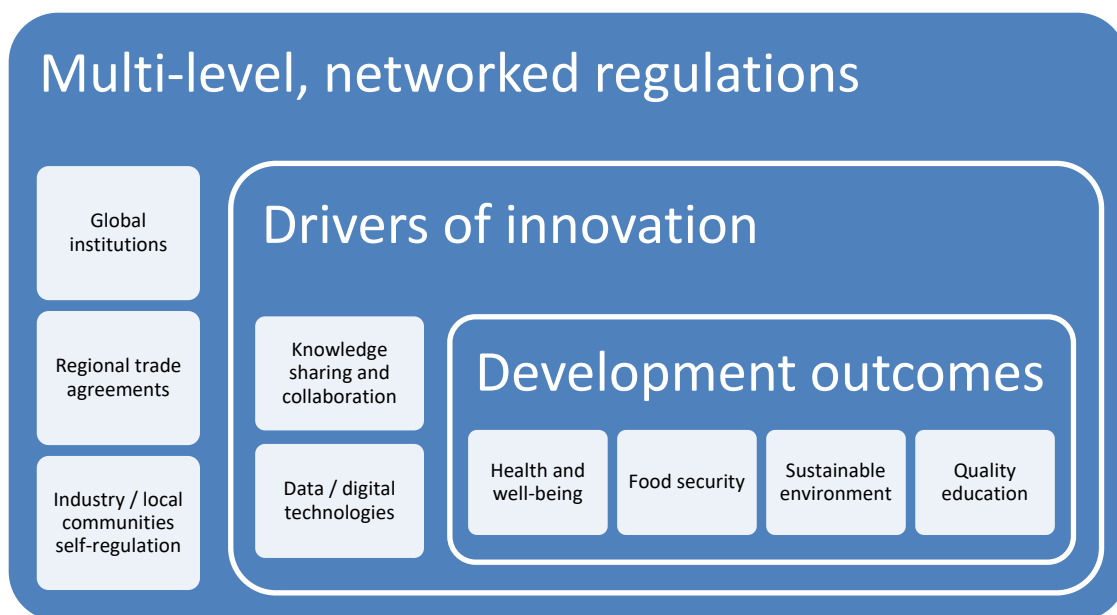 Multi-level, networked regulations
Global
institutions
Regional trade
agreements
Industry / local
communities
self-regulation
Drivers of innovation
Knowledge
sharing and
collaboration
Data / digital
technologies
Development outcomes
Health and
well-being
Food security
Sustainable
environment
Quality
education